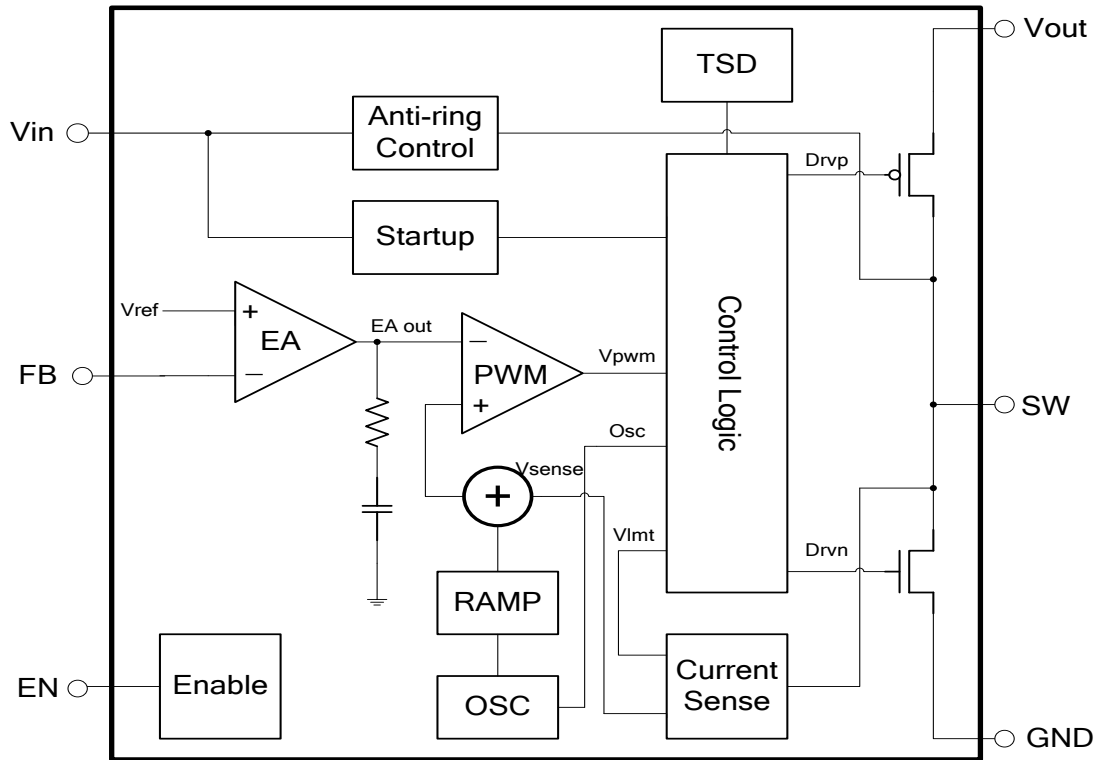 Vout
TSD
Vin
Anti-ring
Control
Drvp
Startup
Vref
+
EA
−
EA out
−
PWM
+
Vpwm
Control Logic
FB
SW
Osc
Vsense
+
Vlmt
Drvn
RAMP
EN
Enable
OSC
Current
Sense
GND